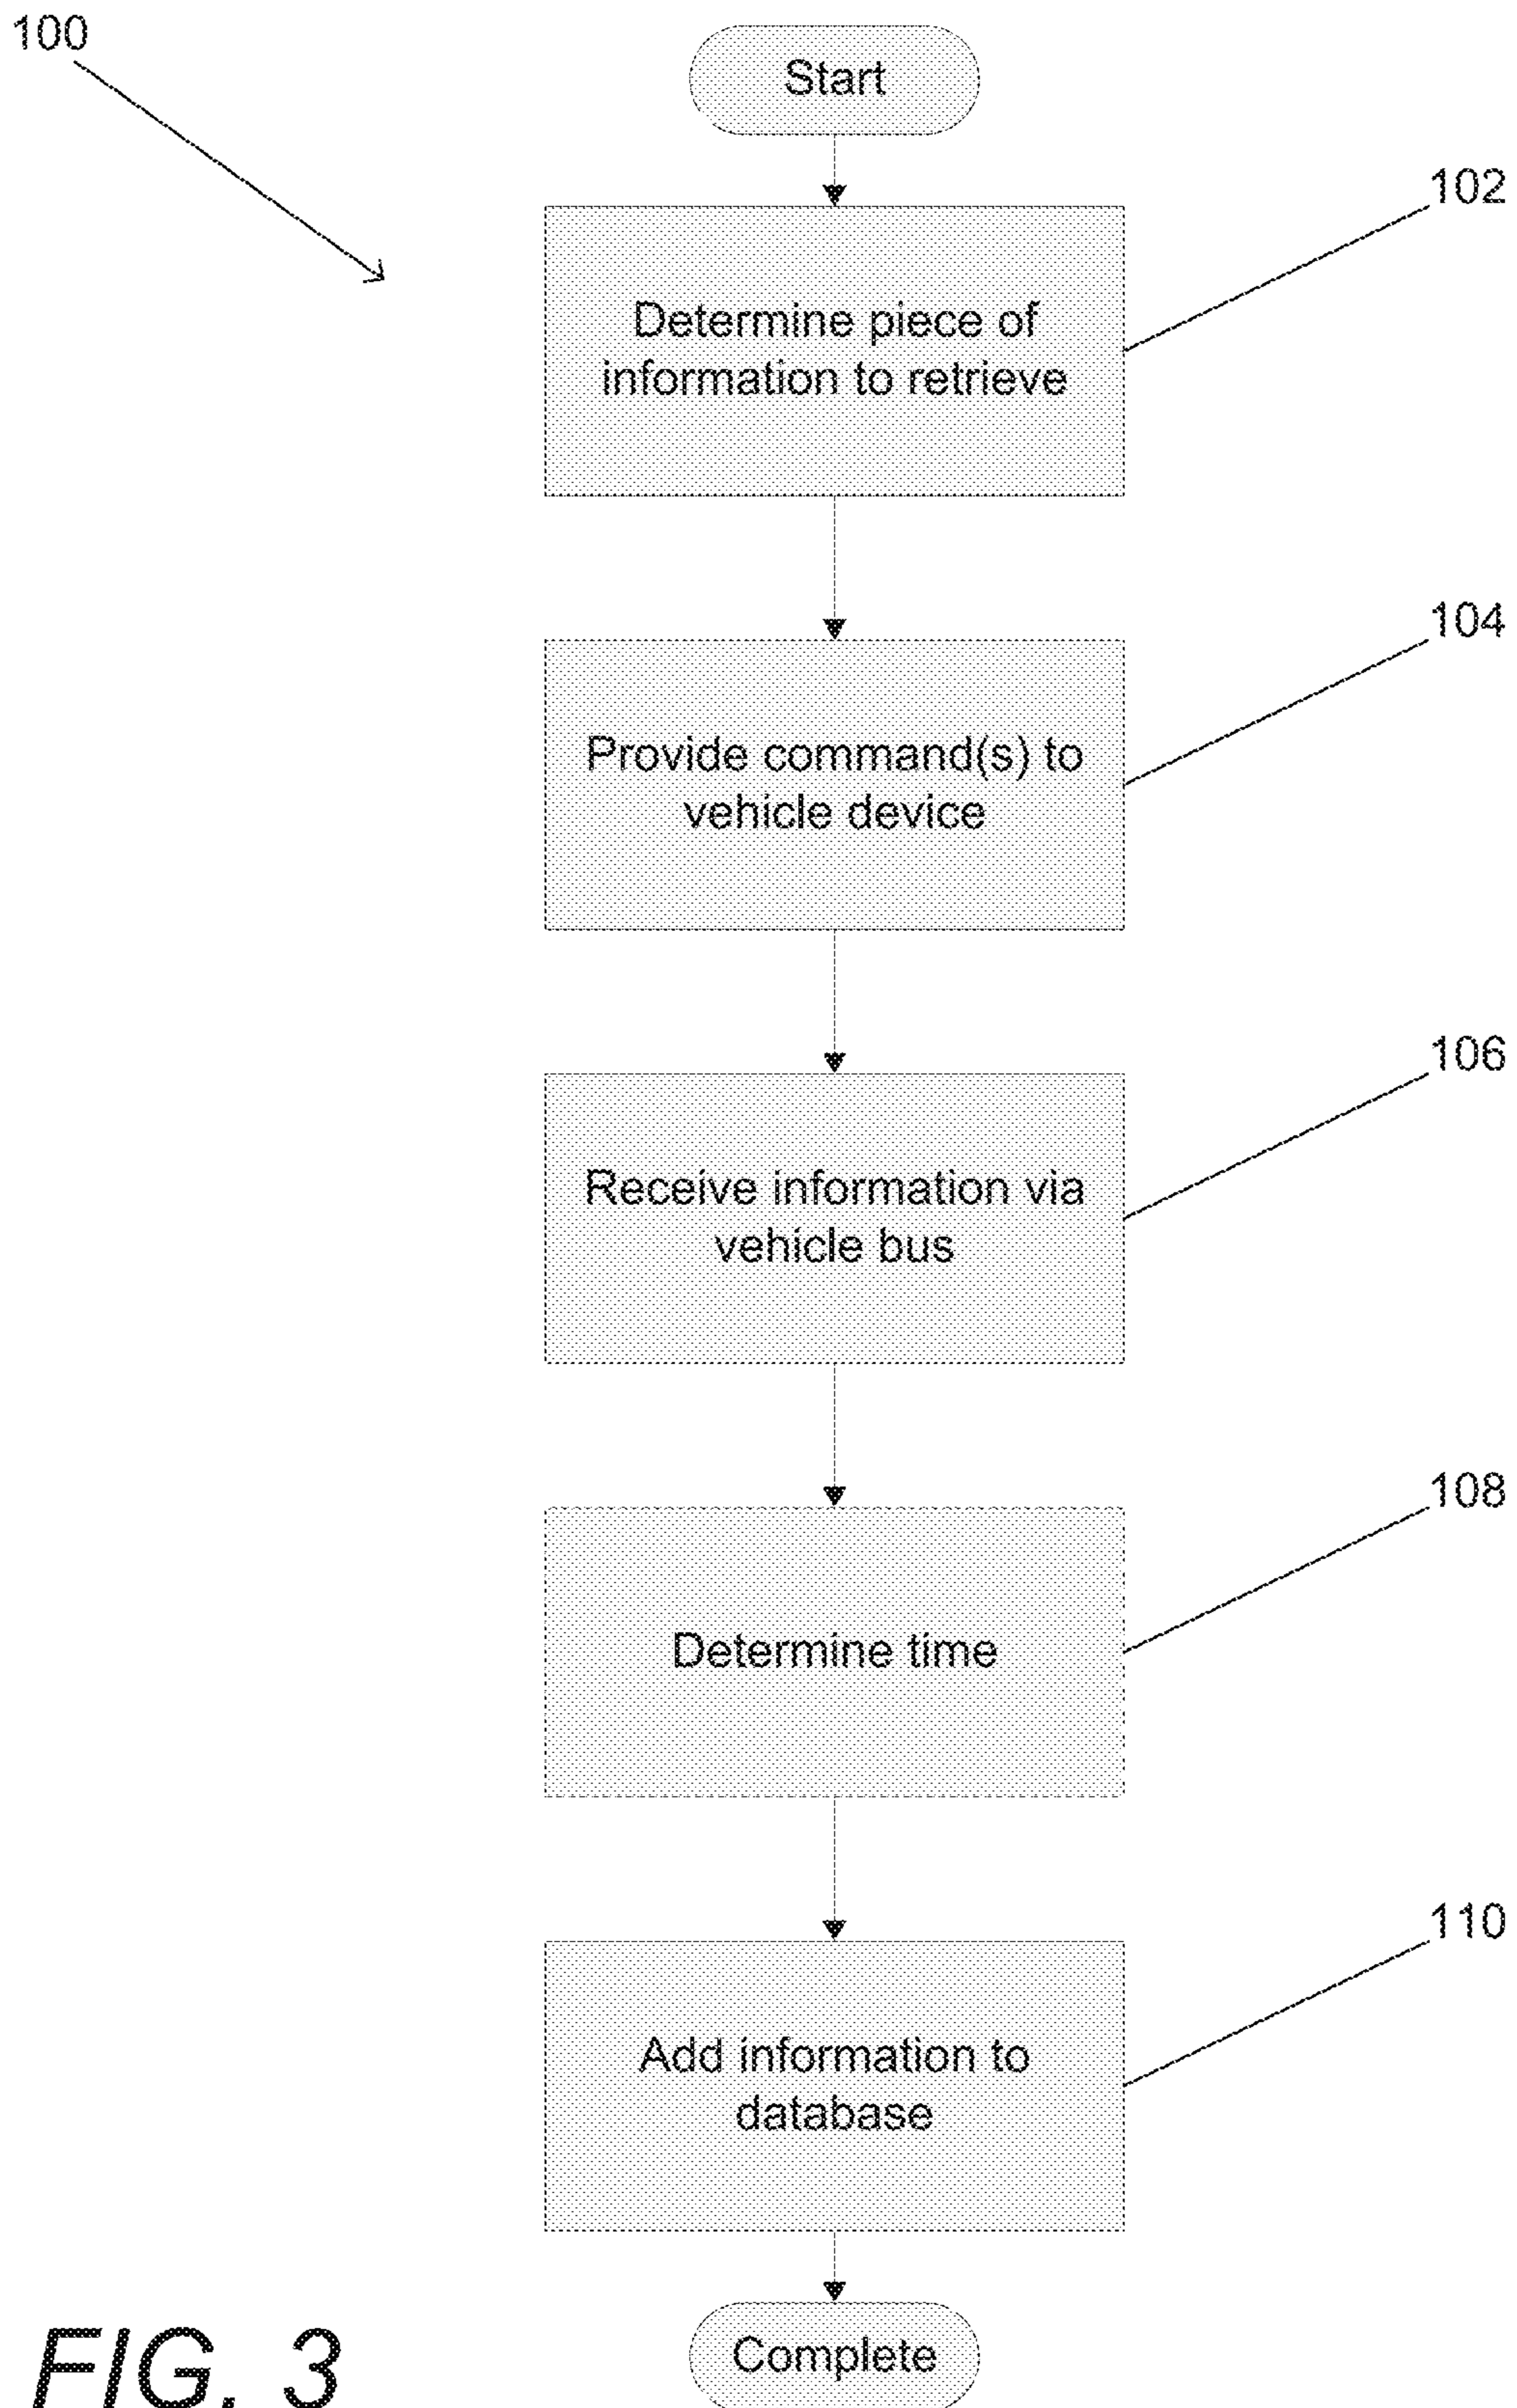 100
Start
102
Determine piece of
information to retrieve
104
Provide command(s) to
vehicle device
106
Receive information via
vehicle bus
108
Determine time
110
Add information to
database
Complete
FIG. 3